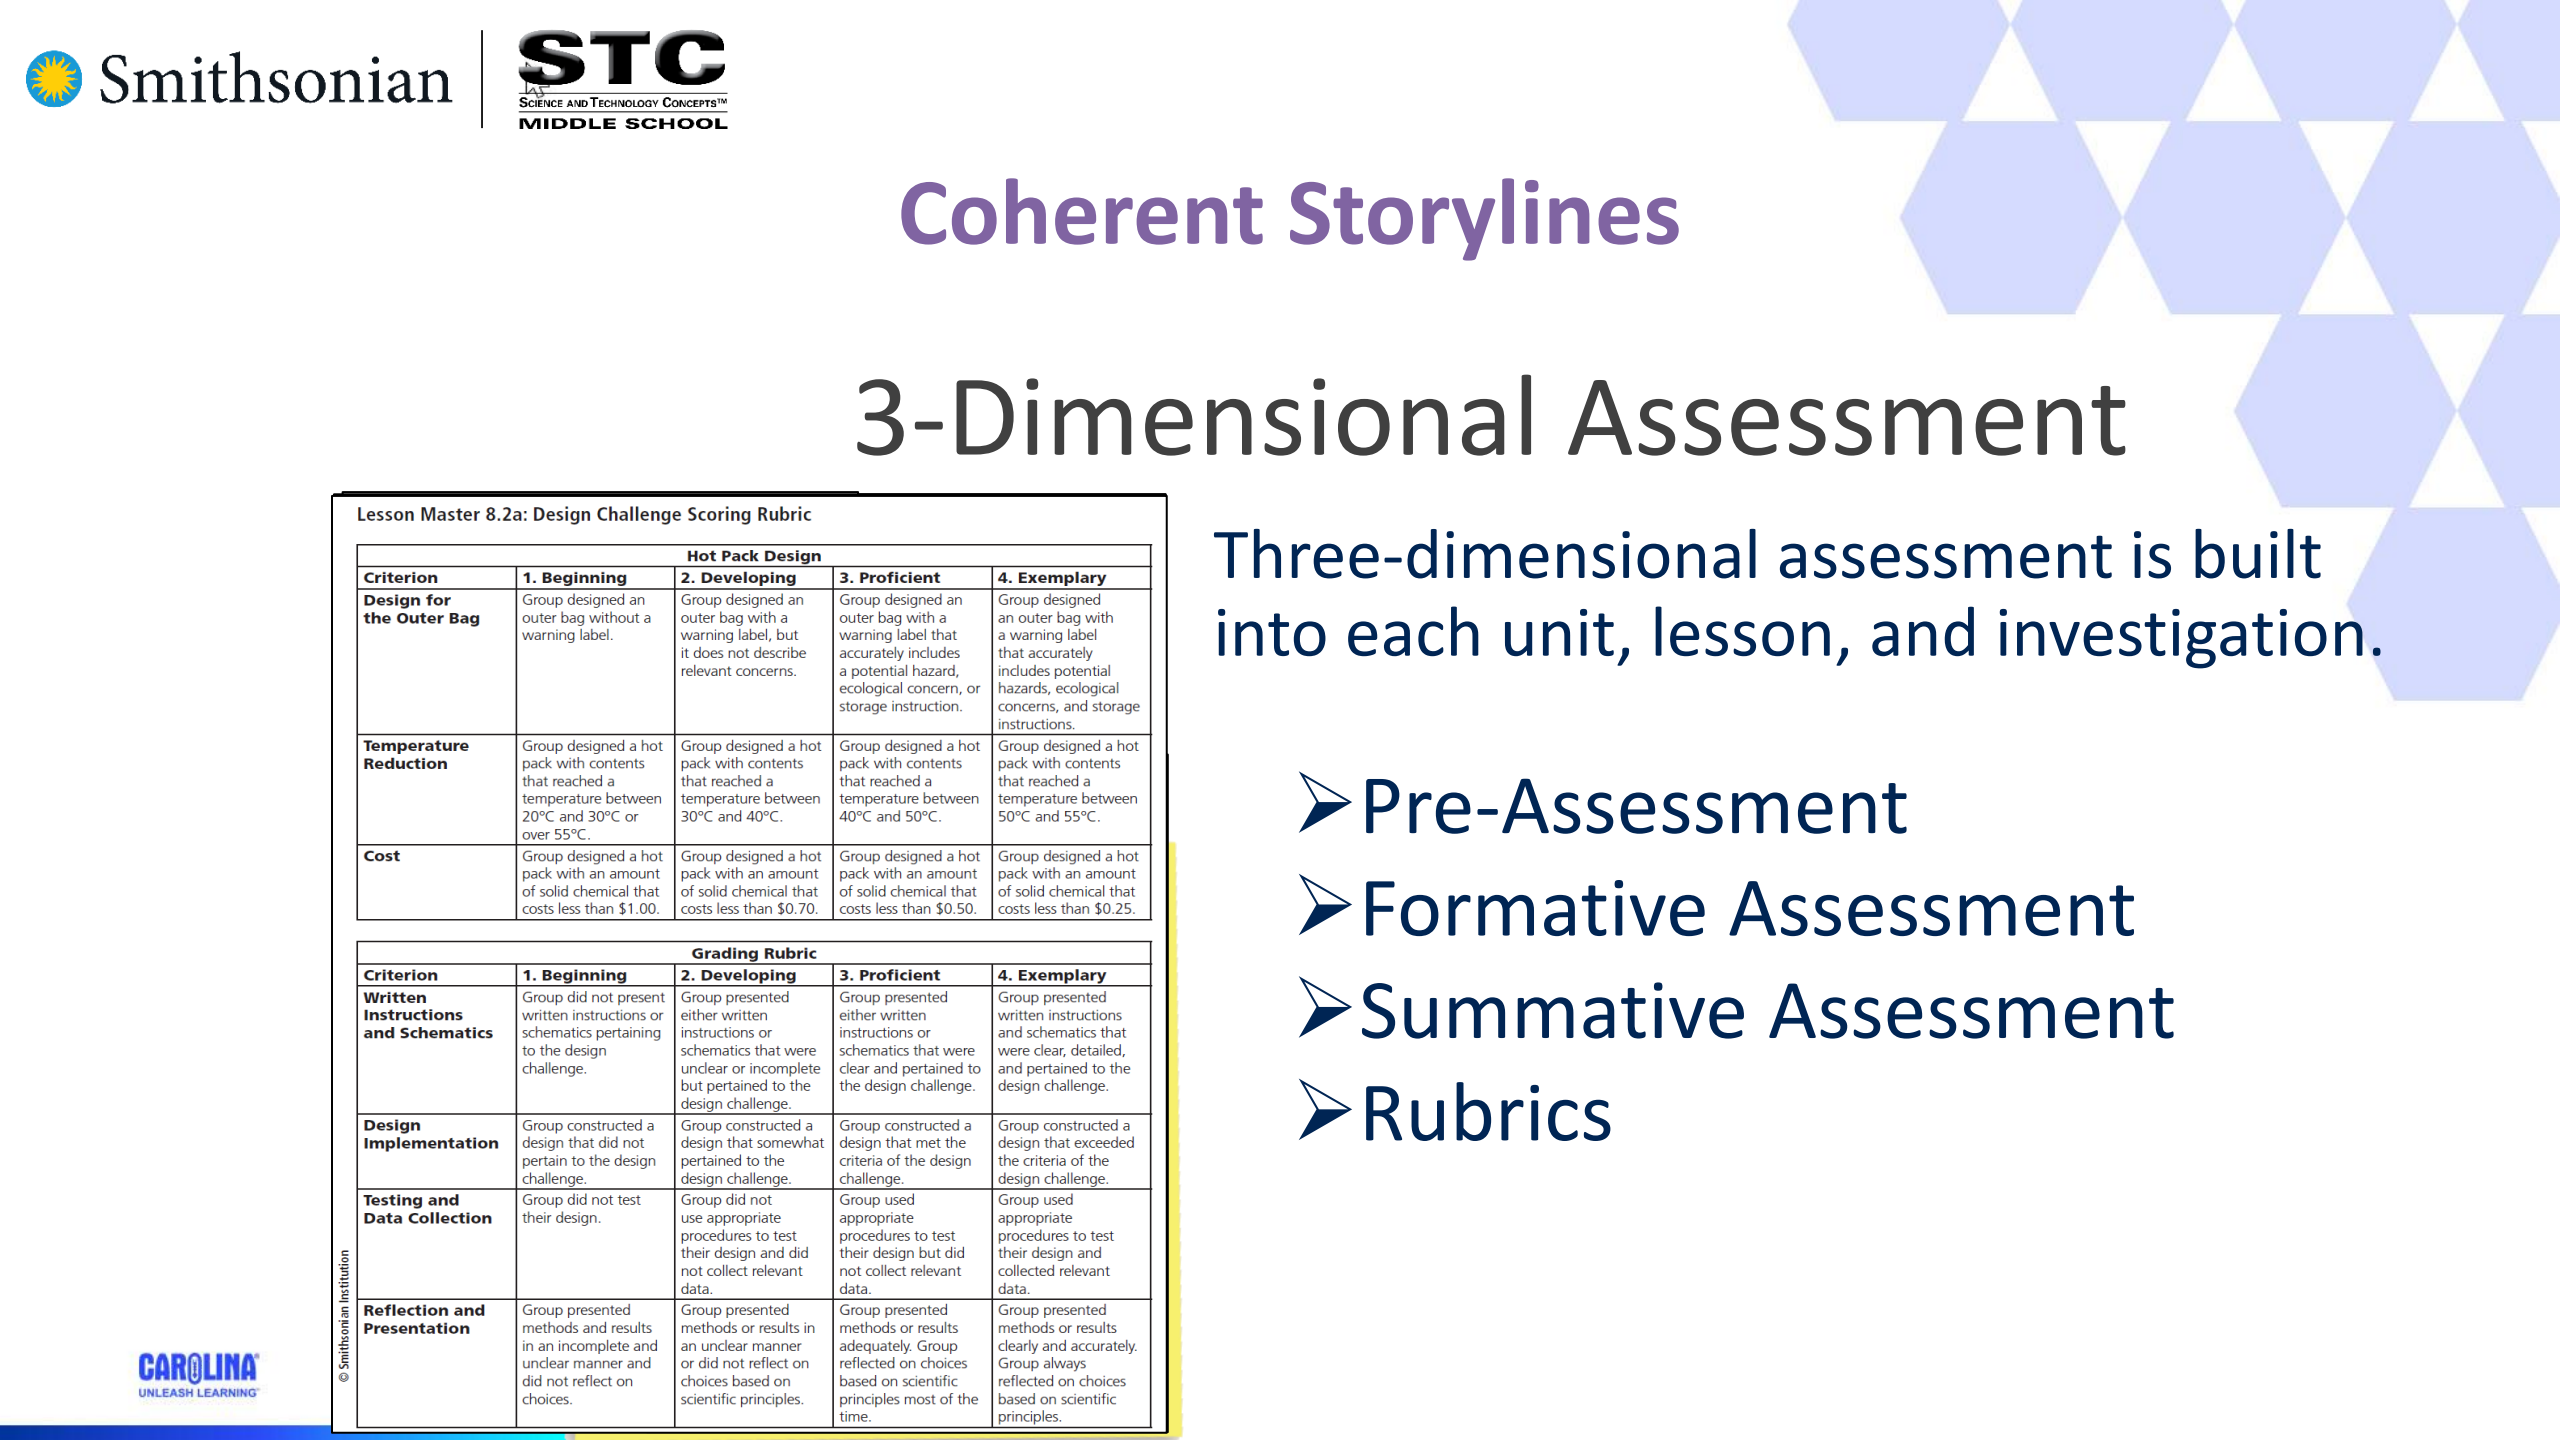 Smithsonian
STC
SCIENCE AND TECHNOLOGY CONCEPTS™
MIDDLE SCHOOL
Coherent Storylines
3-Dimensional Assessment
Lesson Master 8.2a: Design Challenge Scoring Rubric
Hot Pack Design
Criterion 1. Beginning 2. Developing 3. Proficient 4. Exemplary
Design for Group designed an Group designed an Group designed an Group designed
the Outer Bag outer bag without a outer bag with a outer bag with a an outer bag with
warning label. warning label, but warning label that a warning label
it does not describe accurately includes that accurately
relevant concerns. a potential hazard, includes potential
ecological concern, or hazards, ecological
storage instruction. concerns, and storage
instructions.
Temperature Group designed a hot Group designed a hot Group designed a hot Group designed a hot
Reduction pack with contents pack with contents pack with contents pack with contents
that reached a that reached a that reached a that reached a
temperature between temperature between temperature between temperature between
20°C and 30°C or 30°C and 40°C. 40°C and 50°C. 50°C and 55°C.
over 55°C.
Cost Group designed a hot Group designed a hot Group designed a hot Group designed a hot
pack with an amount pack with an amount pack with an amount pack with an amount
of solid chemical that of solid chemical that of solid chemical that of solid chemical that
costs less than $1.00. costs less than $0.70. costs less than $0.50. costs less than $0.25.
Grading Rubric
Criterion 1. Beginning 2. Developing 3. Proficient 4. Exemplary
Written Group did not present Group presented Group presented Group presented
Instructions written instructions or either written either written written instructions
and Schematics schematics pertaining instructions or instructions or and schematics that
to the design schematics that were schematics that were were clear, detailed,
challenge. unclear or incomplete clear and pertained to and pertained to the
but pertained to the the design challenge. design challenge.
design challenge.
Design Group constructed a Group constructed a Group constructed a Group constructed a
Implementation design that did not design that somewhat design that met the design that exceeded
pertain to the design pertained to the criteria of the design the criteria of the
challenge. design challenge. challenge. design challenge.
Testing and Group did not test Group did not Group used Group used
Data Collection their design. use appropriate appropriate appropriate
procedures to test procedures to test procedures to test
their design and did their design but did their design and
not collect relevant not collect relevant collected relevant
data. data. data.
Reflection and Group presented Group presented Group presented Group presented
Presentation methods and results methods or results in methods or results methods or results
in an incomplete and an unclear manner adequately. Group clearly and accurately.
unclear manner and or did not reflect on reflected on choices Group always
did not reflect on choices based on based on scientific reflected on choices
choices. scientific principles. principles most of the based on scientific
time. principles.
© Smithsonian Institution
Three-dimensional assessment is built
into each unit, lesson, and investigation.
➢Pre-Assessment
➢Formative Assessment
➢Summative Assessment
➢Rubrics
CAROLINA®
UNLEASH LEARNING™